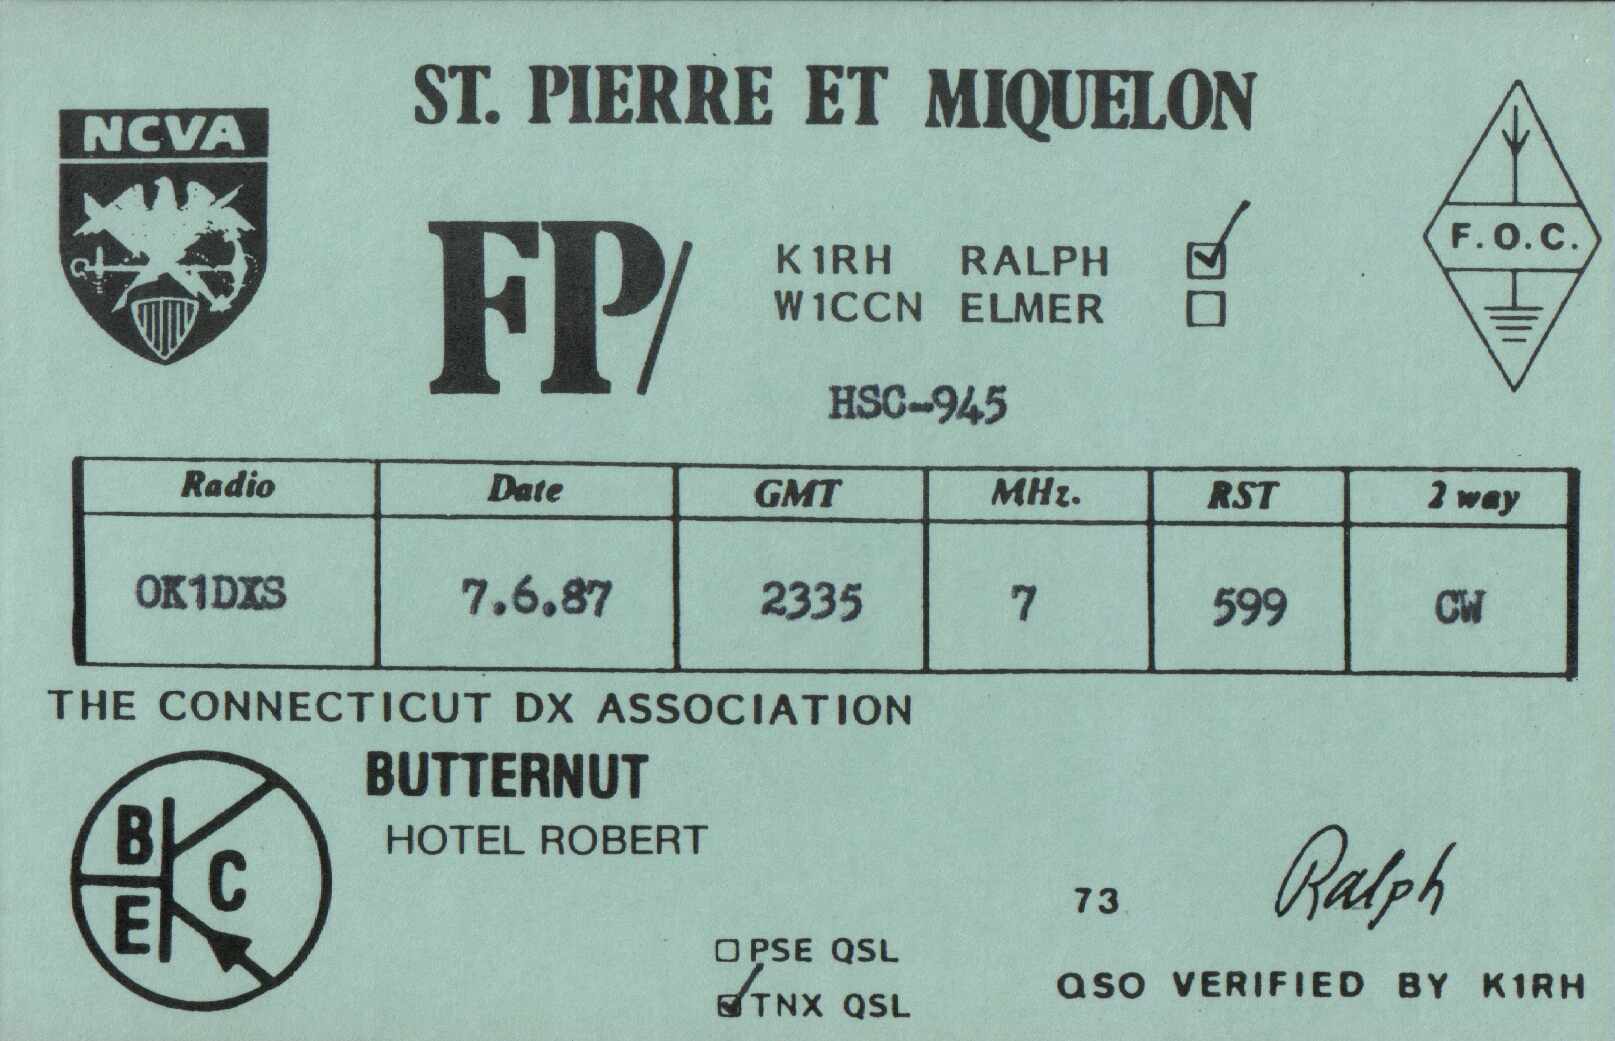 ST. PIERRE ET MIQUELON
NCVA
F.O.C.
FP/
K1RH RALPH
W1CCN ELMER
HSC-945
Radio Date GMT MHz. RST 2 way
OK1DXS 7.6.87 2335 7 599 CW
THE CONNECTICUT DX ASSOCIATION
BUTTERNUT
HOTEL ROBERT
B
C
E
73 Ralph
PSE QSL
TNX QSL
QSO VERIFIED BY K1RH